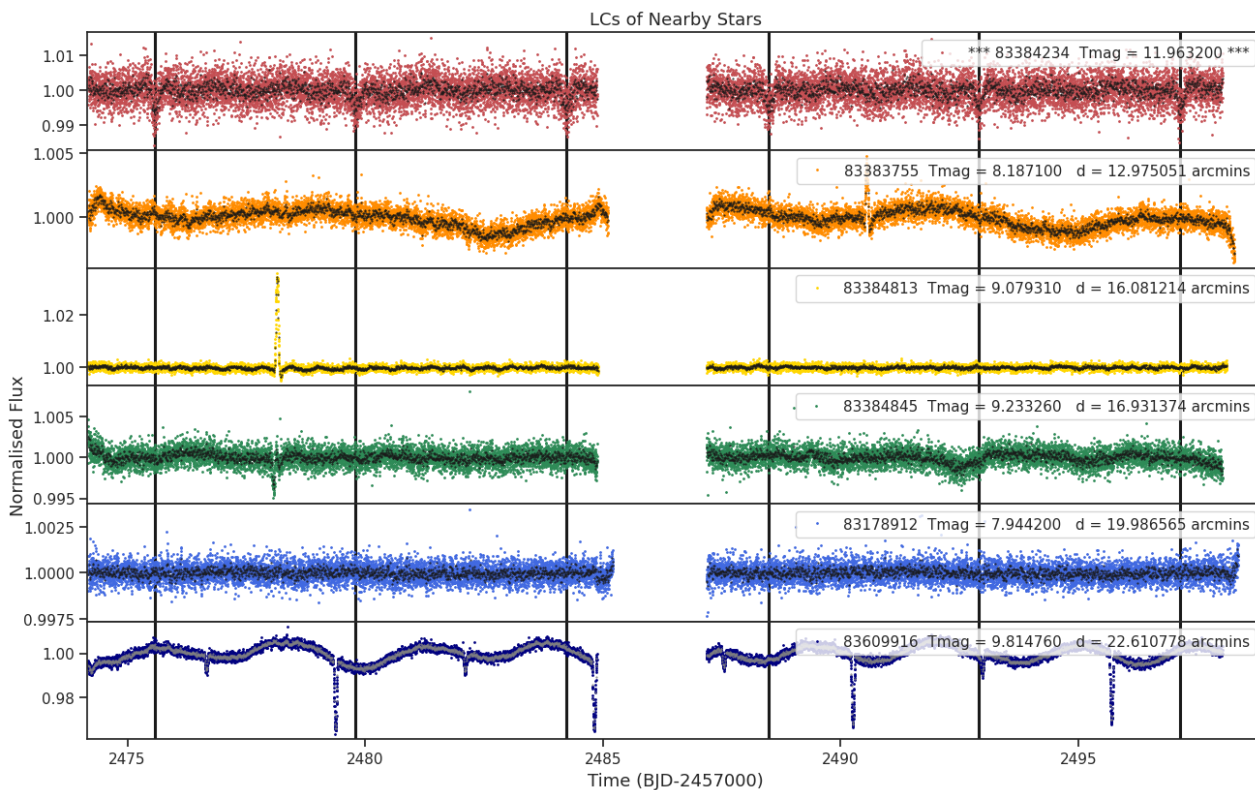 LCs of Nearby Stars
*** 83384234 Tmag = 11.963200 ***
1.01
1.00
0.99
83383755 Tmag = 8.187100 d = 12.975051 arcmins
1.005
1.000
83384813 Tmag = 9.079310 d = 16.081214 arcmins
1.02
1.00
83384845 Tmag = 9.233260 d = 16.931374 arcmins
1.005
1.000
0.995
83178912 Tmag = 7.944200 d = 19.986565 arcmins
1.0025
1.0000
0.9975
83609916 Tmag = 9.814760 d = 22.610778 arcmins
1.00
0.98
Normalised Flux
2475 2480 2485 2490 2495
Time (BJD-2457000)